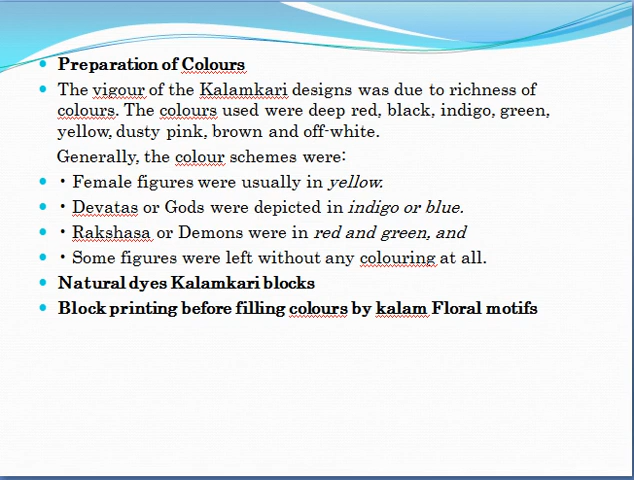 • Preparation of Colours
• The vigour of the Kalamkari designs was due to richness of
colours. The colours used were deep red, black, indigo, green,
yellow, dusty pink, brown and off-white.
Generally, the colour schemes were:
• • Female figures were usually in yellow.
• • Devatas or Gods were depicted in indigo or blue.
• • Rakshasa or Demons were in red and green, and
• • Some figures were left without any colouring at all.
• Natural dyes Kalamkari blocks
• Block printing before filling colours by kalam Floral motifs